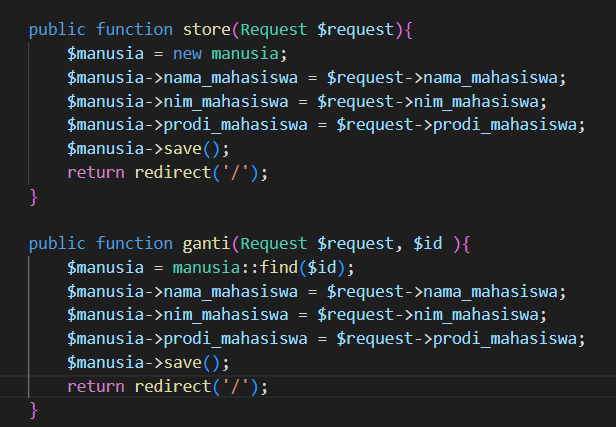 public function store(Request $request){
$manusia = new manusia;
$manusia->nama_mahasiswa = $request->nama_mahasiswa;
$manusia->nim_mahasiswa = $request->nim_mahasiswa;
$manusia->prodi_mahasiswa = $request->prodi_mahasiswa;
$manusia->save();
return redirect('/');
}
public function ganti(Request $request, $id ){
$manusia = manusia::find($id);
$manusia->nama_mahasiswa = $request->nama_mahasiswa;
$manusia->nim_mahasiswa = $request->nim_mahasiswa;
$manusia->prodi_mahasiswa = $request->prodi_mahasiswa;
$manusia->save();
return redirect('/');
}